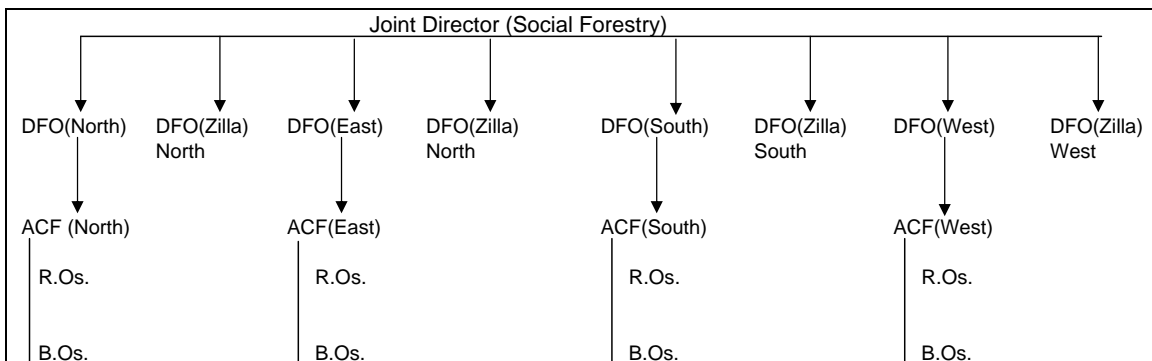 Joint Director (Social Forestry)
DFO(North) DFO(Zilla) DFO(East) DFO(Zilla) DFO(South) DFO(Zilla) DFO(West) DFO(Zilla)
North North South West
ACF (North) ACF(East) ACF(South) ACF(West)
R.Os. R.Os. R.Os. R.Os.
B.Os. B.Os. B.Os. B.Os.